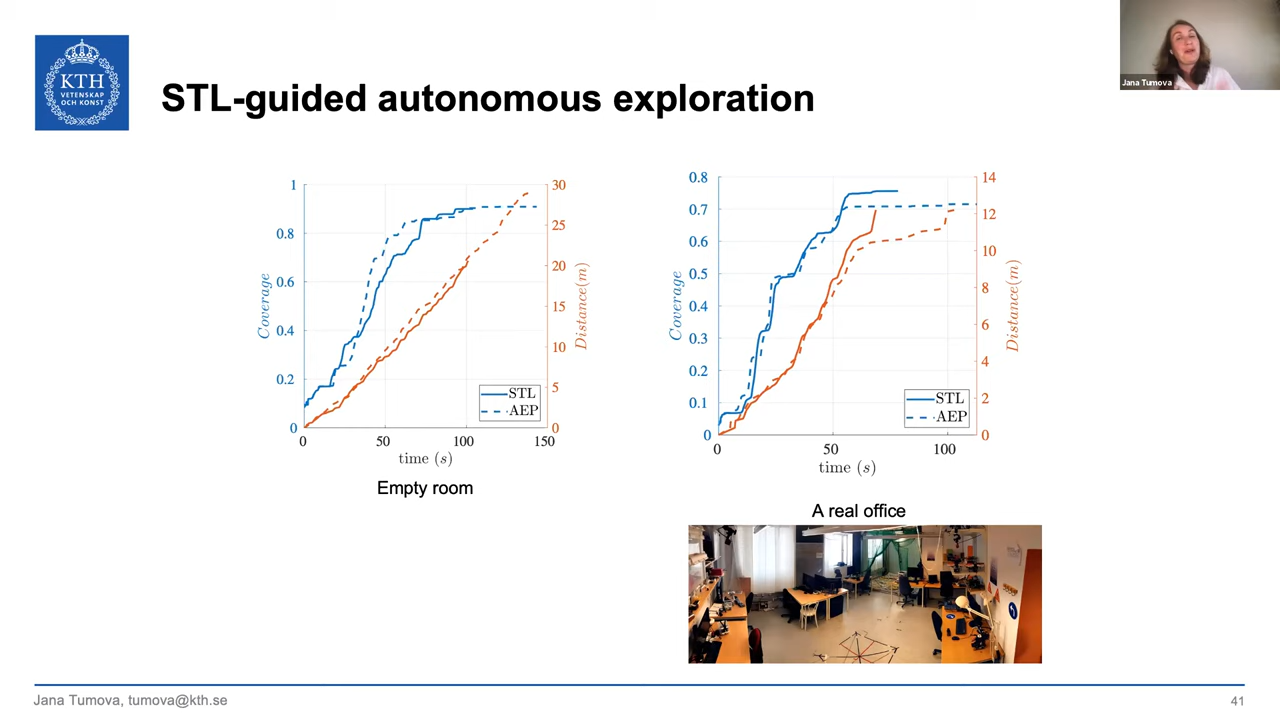 KTH
VETENSKAP
OCH KONST
STL-guided autonomous exploration
Jana Tumova
1
0.8
0.6
0.4
0.2
0
Coverage
30
25
20
15
10
5
0
Distance(m)
STL
AEP
0
50
100
150
time (s)
Empty room
0.8
0.7
0.6
0.5
0.4
0.3
0.2
0.1
0
Coverage
14
12
10
8
6
4
2
0
Distance(m)
STL
AEP
0
50
100
time (s)
A real office
Jana Tumova, tumova@kth.se
41